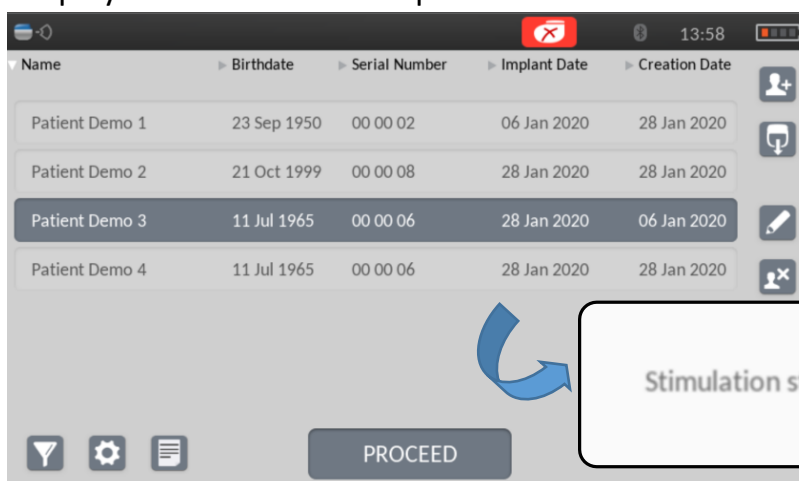 13:58
Name Birthdate Serial Number Implant Date Creation Date
Patient Demo 1 23 Sep 1950 00 00 02 06 Jan 2020 28 Jan 2020
Patient Demo 2 21 Oct 1999 00 00 08 28 Jan 2020 28 Jan 2020
Patient Demo 3 11 Jul 1965 00 00 06 28 Jan 2020 06 Jan 2020
Patient Demo 4 11 Jul 1965 00 00 06 28 Jan 2020 28 Jan 2020
Stimulation
PROCEED